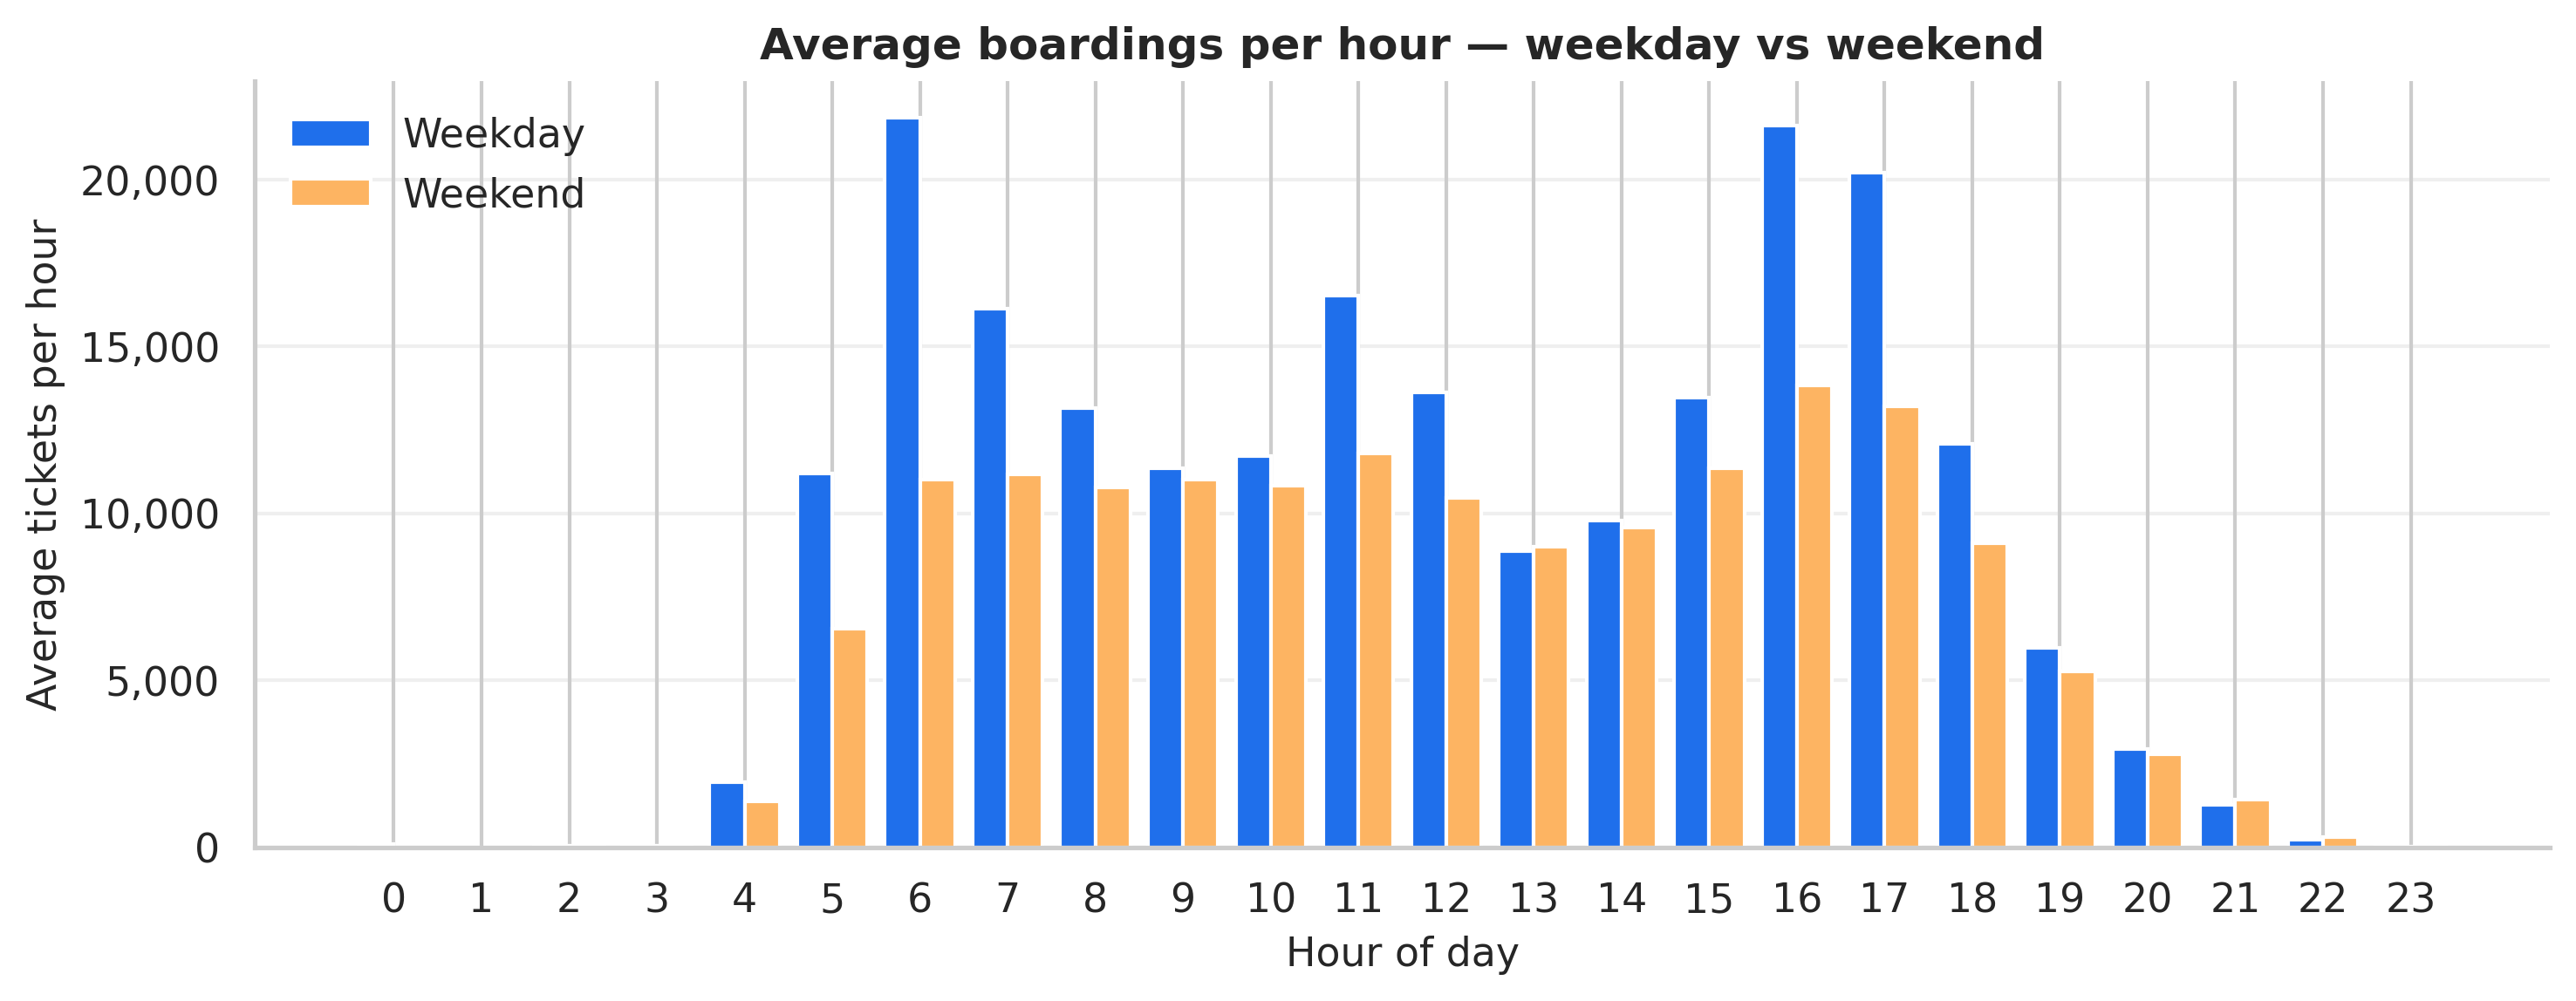 Average boardings per hour — weekday vs weekend
Weekday
Weekend
Average tickets per hour
20,000
15,000
10,000
5,000
0
0 1 2 3 4 5 6 7 8 9 10 11 12 13 14 15 16 17 18 19 20 21 22 23
Hour of day